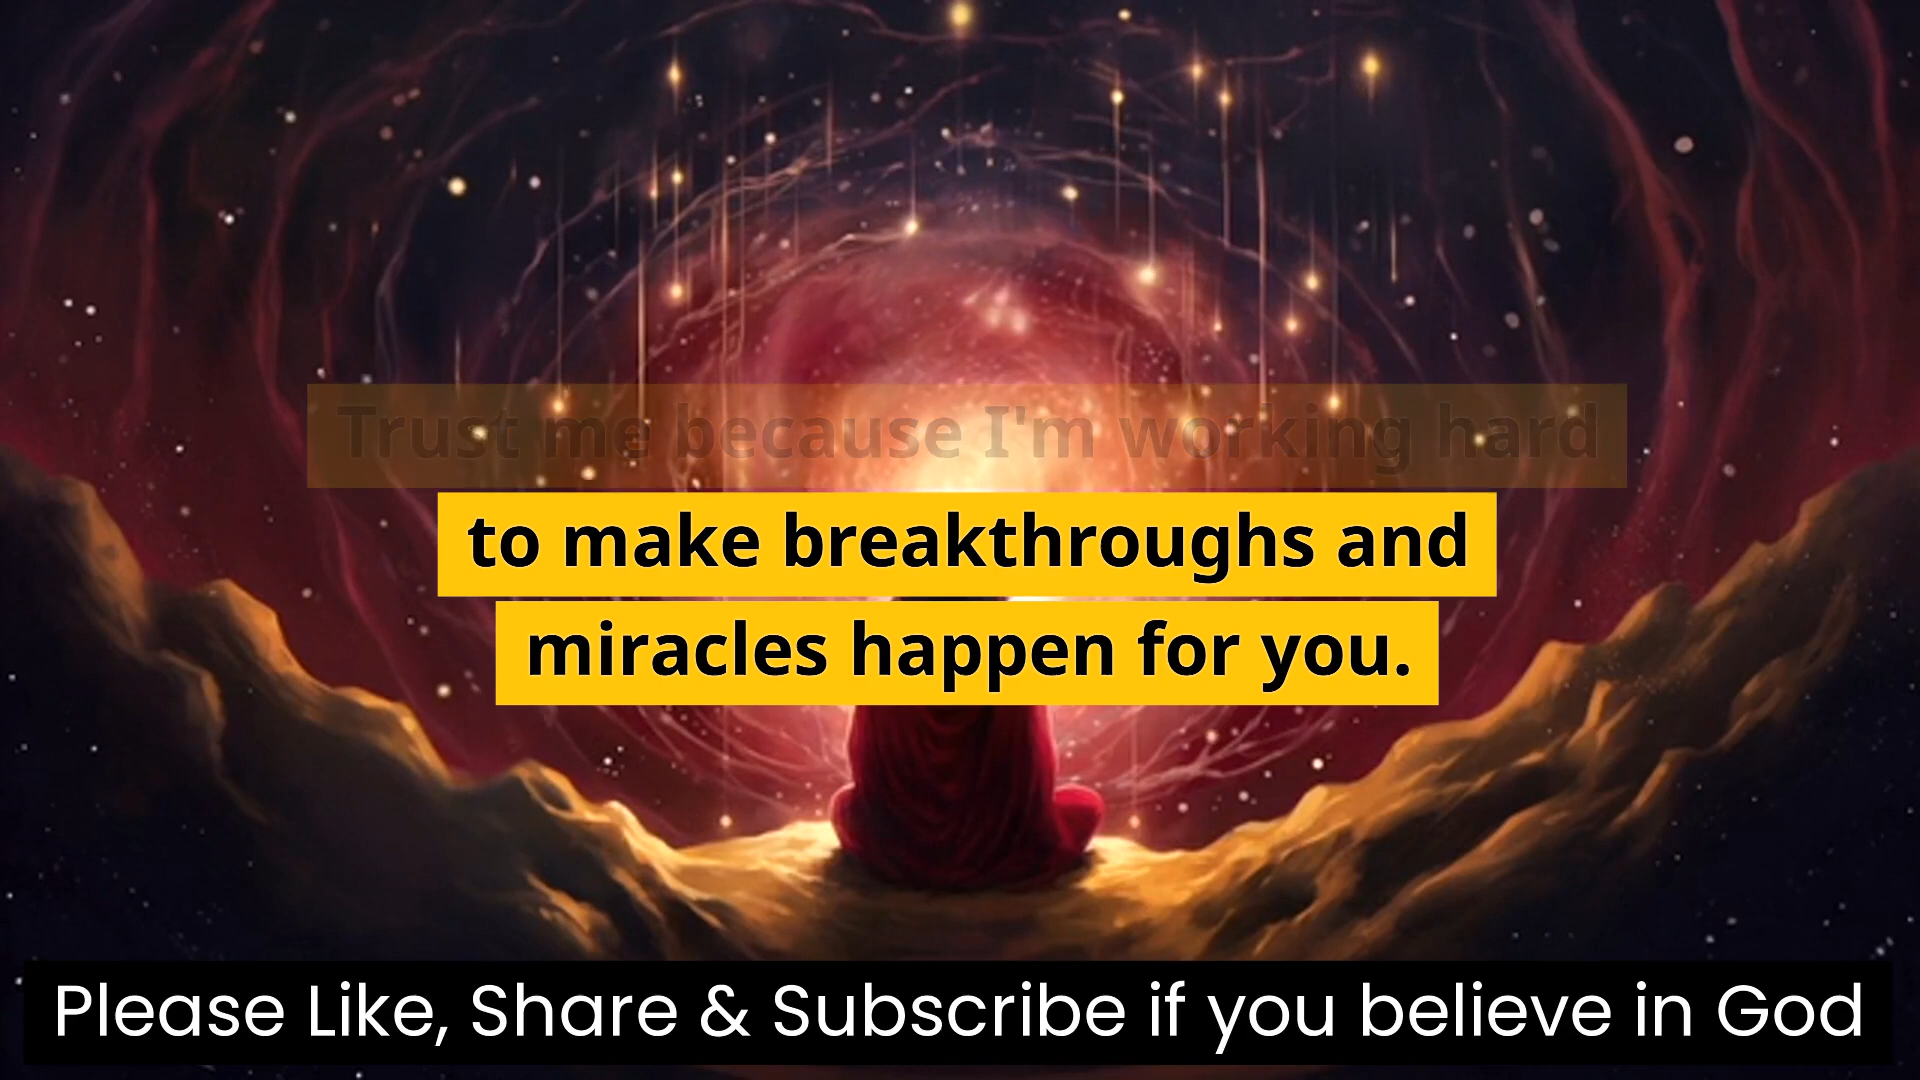 Trust me because I'm working hard
to make breakthroughs and
miracles happen for you.
Please Like, Share & Subscribe if you believe in God